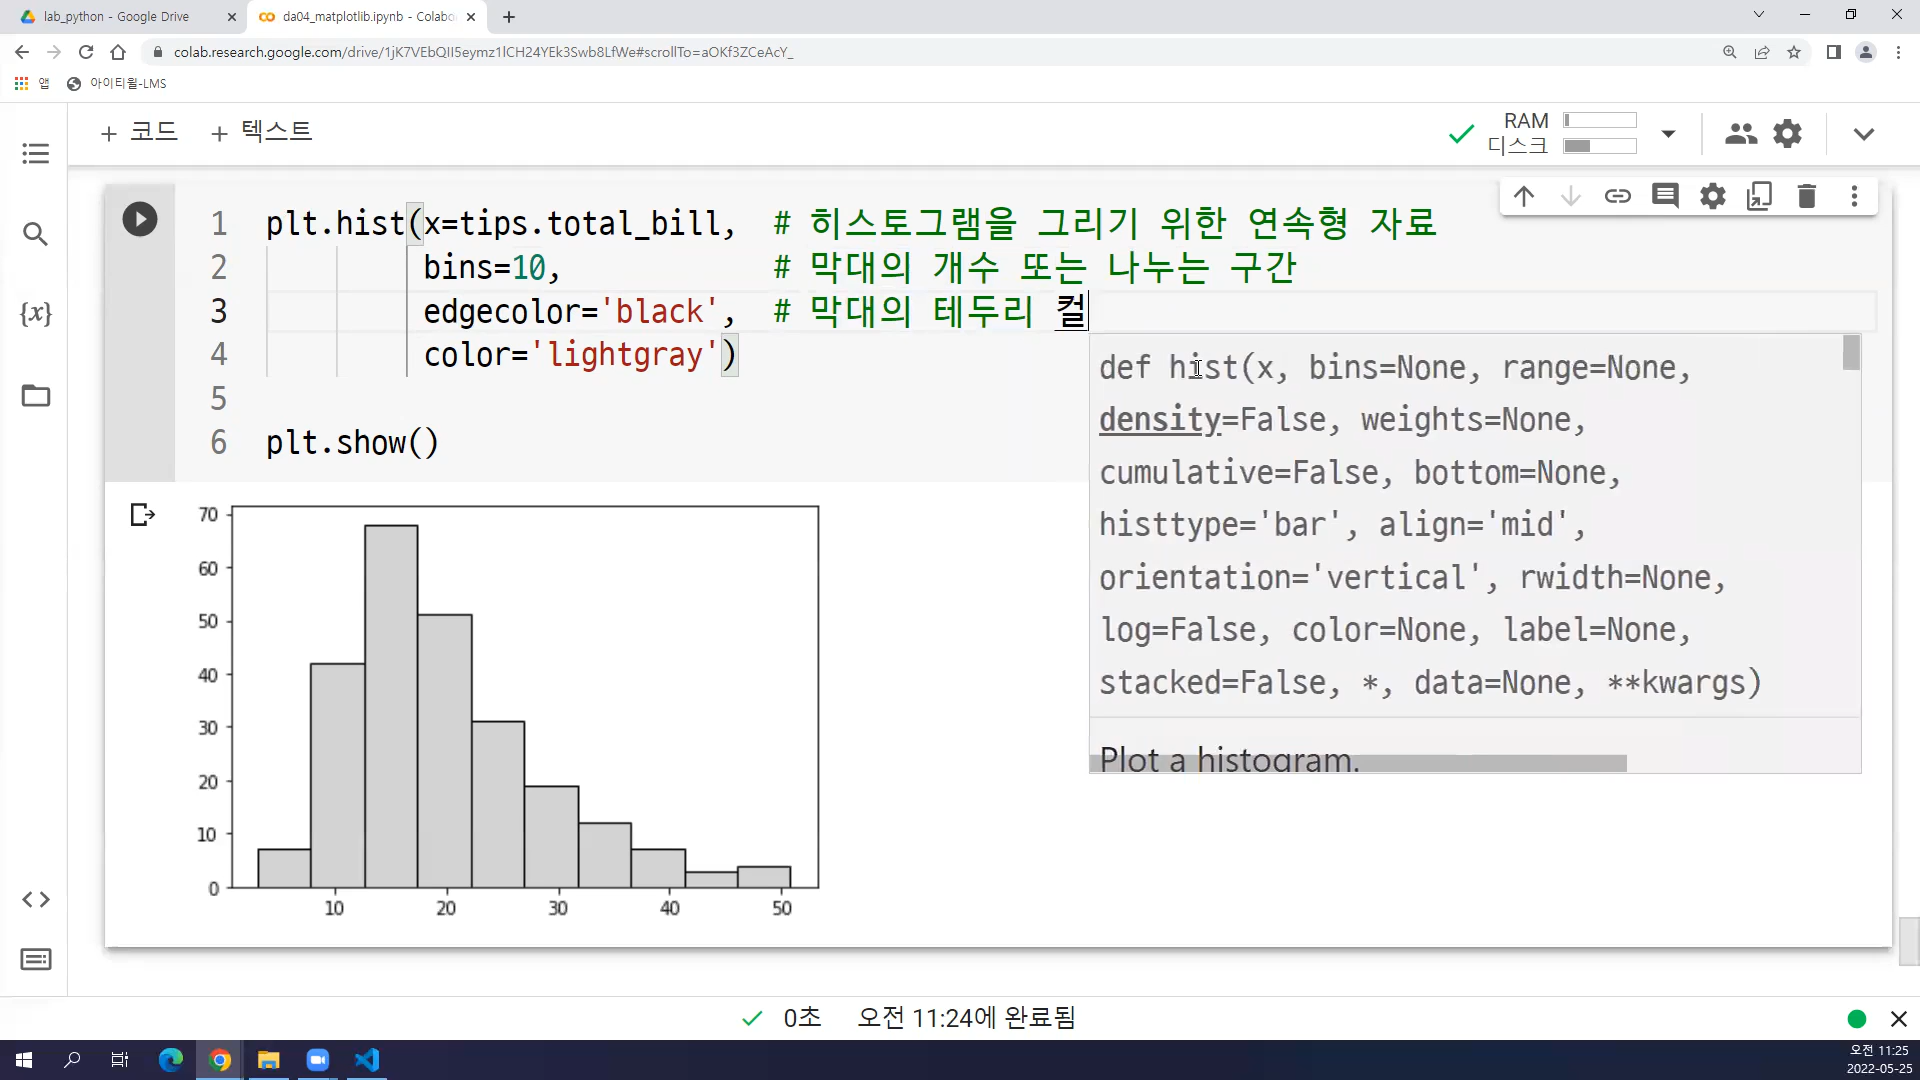 lab_python - Google Drive
da04_matplotlib.ipynb - Colabo
colab.research.google.com/drive/1jK7VEbQII5eymz1lCH24YEk3Swb8LfWe#scrollTo=aOKf3ZCeAcY_
앱
아이티윌-LMS
+ 코드 + 텍스트
RAM
디스크
{x}
1 plt.hist(x=tips.total_bill, # 히스토그램을 그리기 위한 연속형 자료
2 bins=10, # 막대의 개수 또는 나누는 구간
3 edgecolor='black', # 막대의 테두리 컬
4 color='lightgray')
5
6 plt.show()
def hist(x, bins=None, range=None,
density=False, weights=None,
cumulative=False, bottom=None,
histtype='bar', align='mid',
orientation='vertical', rwidth=None,
log=False, color=None, label=None,
stacked=False, *, data=None, **kwargs)
Plot a histogram.
70
60
50
40
30
20
10
0
10 20 30 40 50
0초 오전 11:24에 완료됨
오전 11:25
2022-05-25